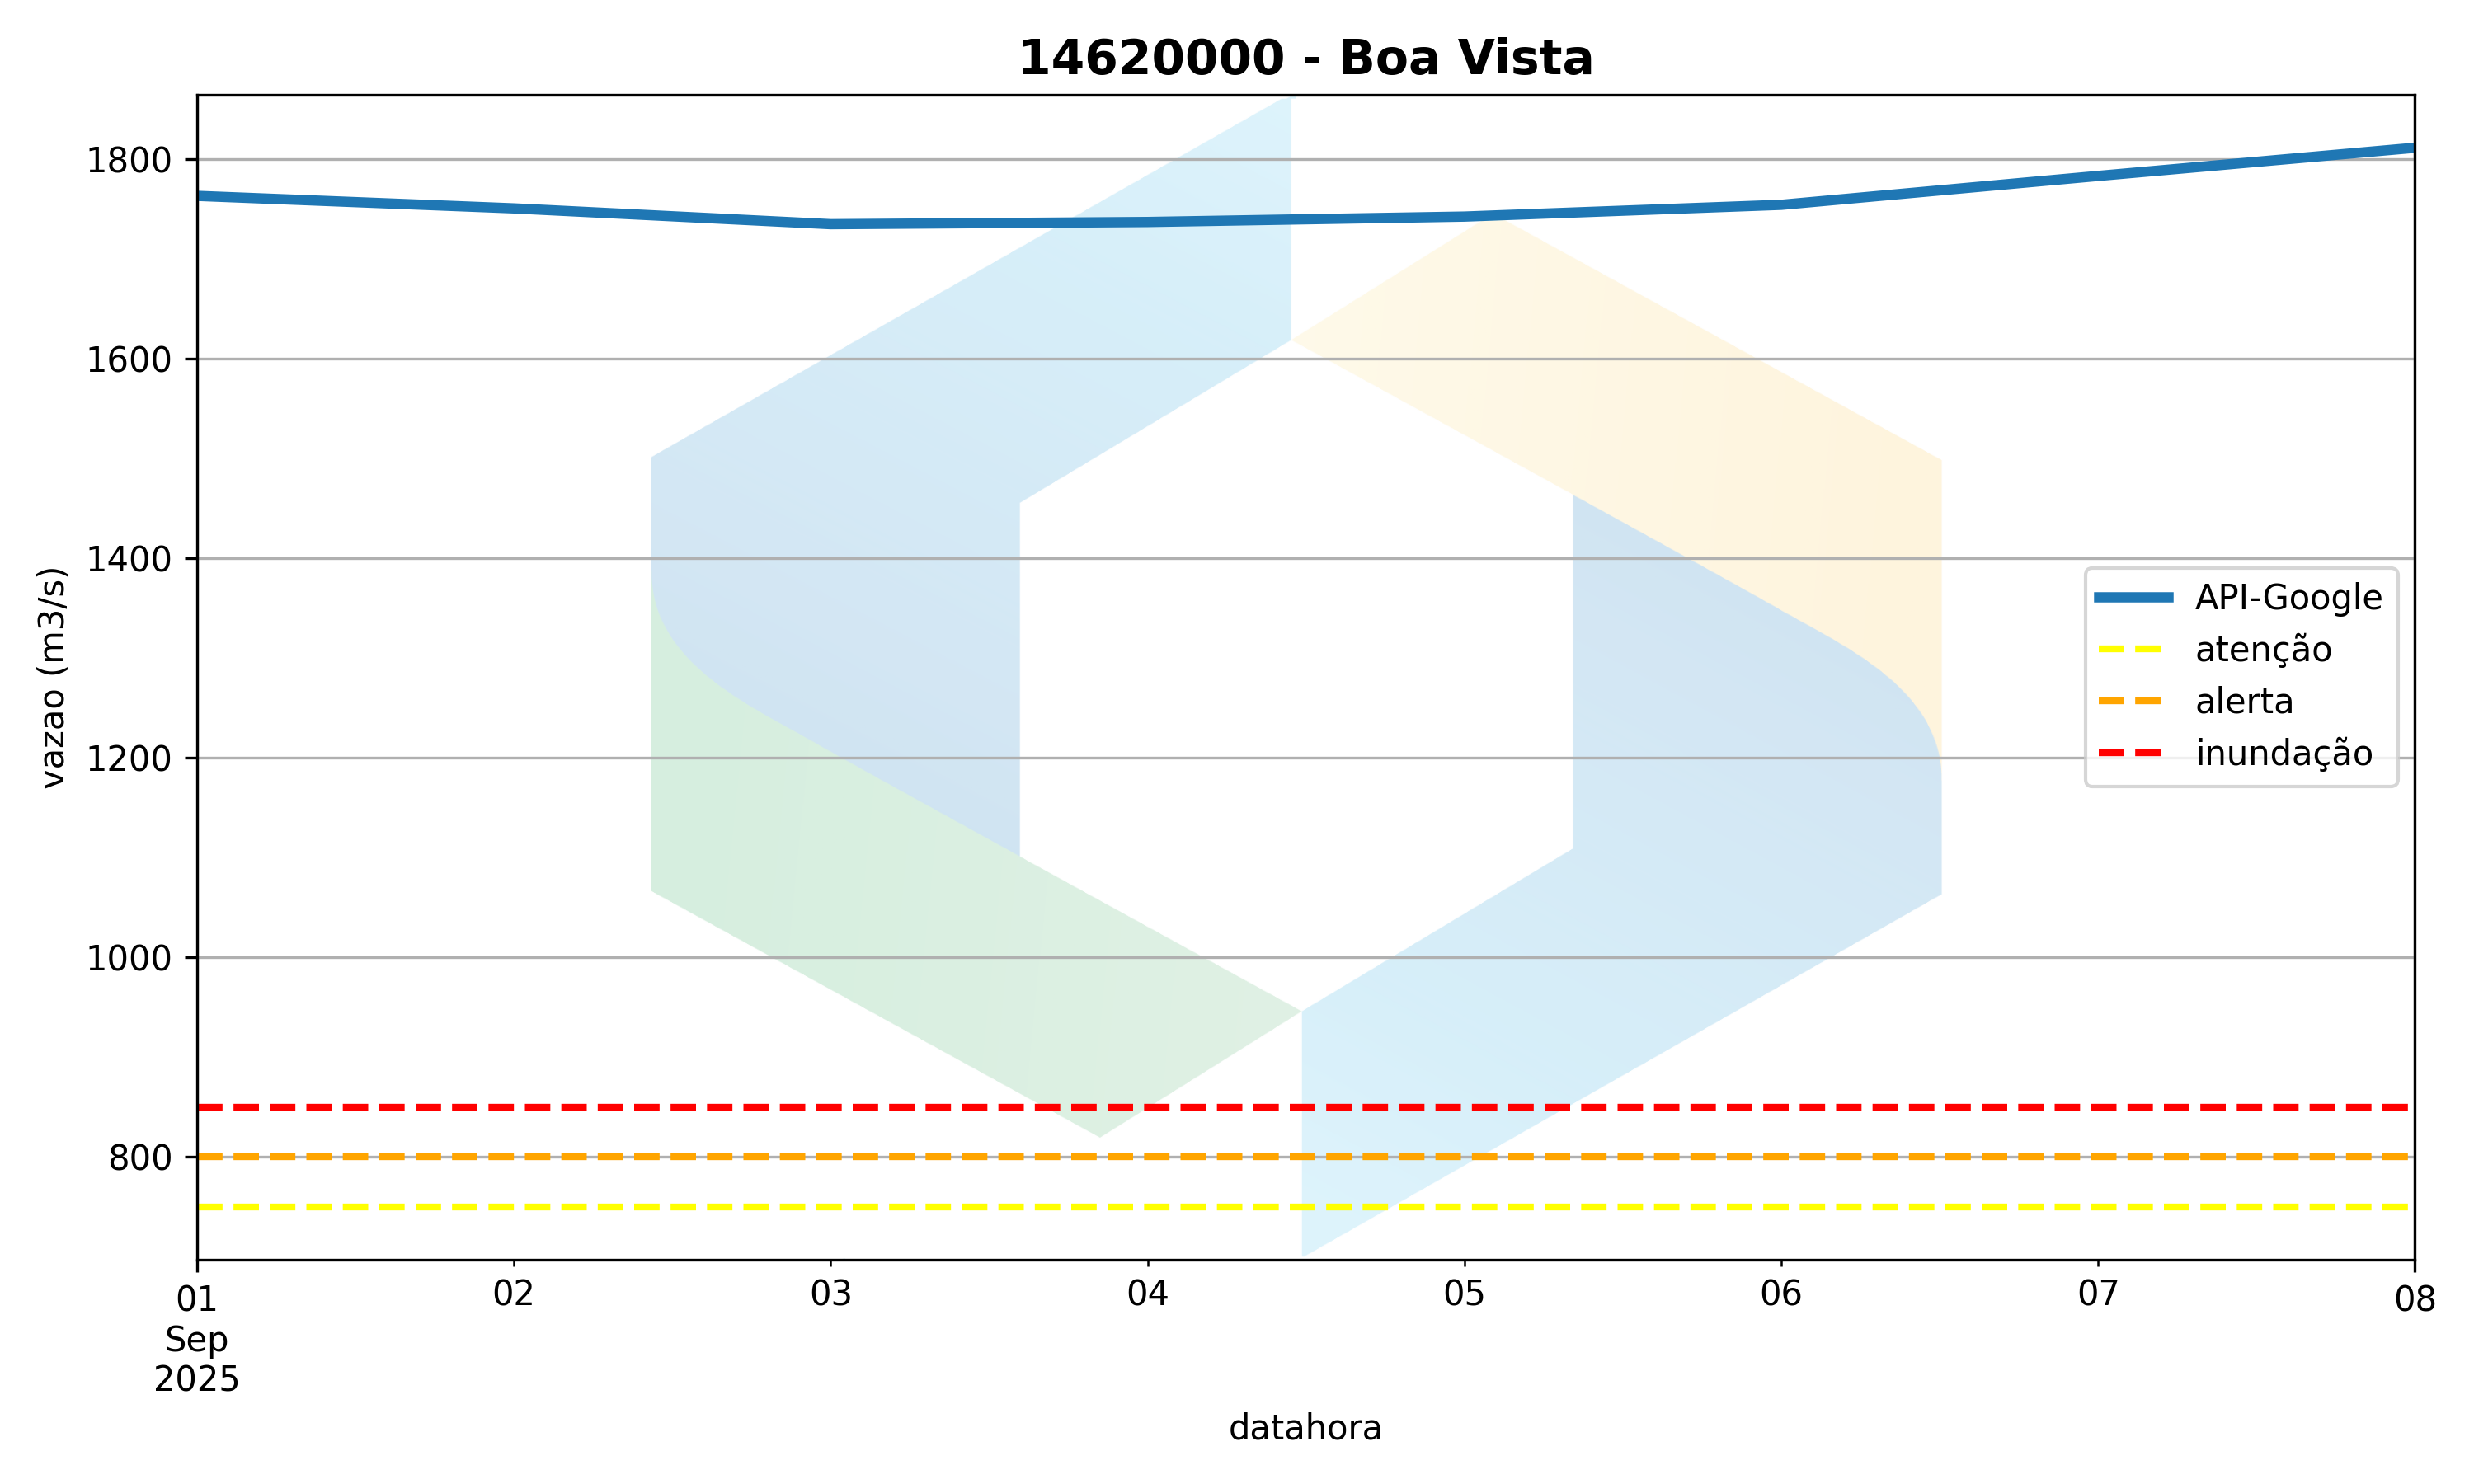 14620000 - Boa Vista
vazao (m3/s)
1800
1600
1400
1200
1000
800
API-Google
atenção
alerta
inundação
01
Sep
2025
02
03
04
05
06
07
08
datahora